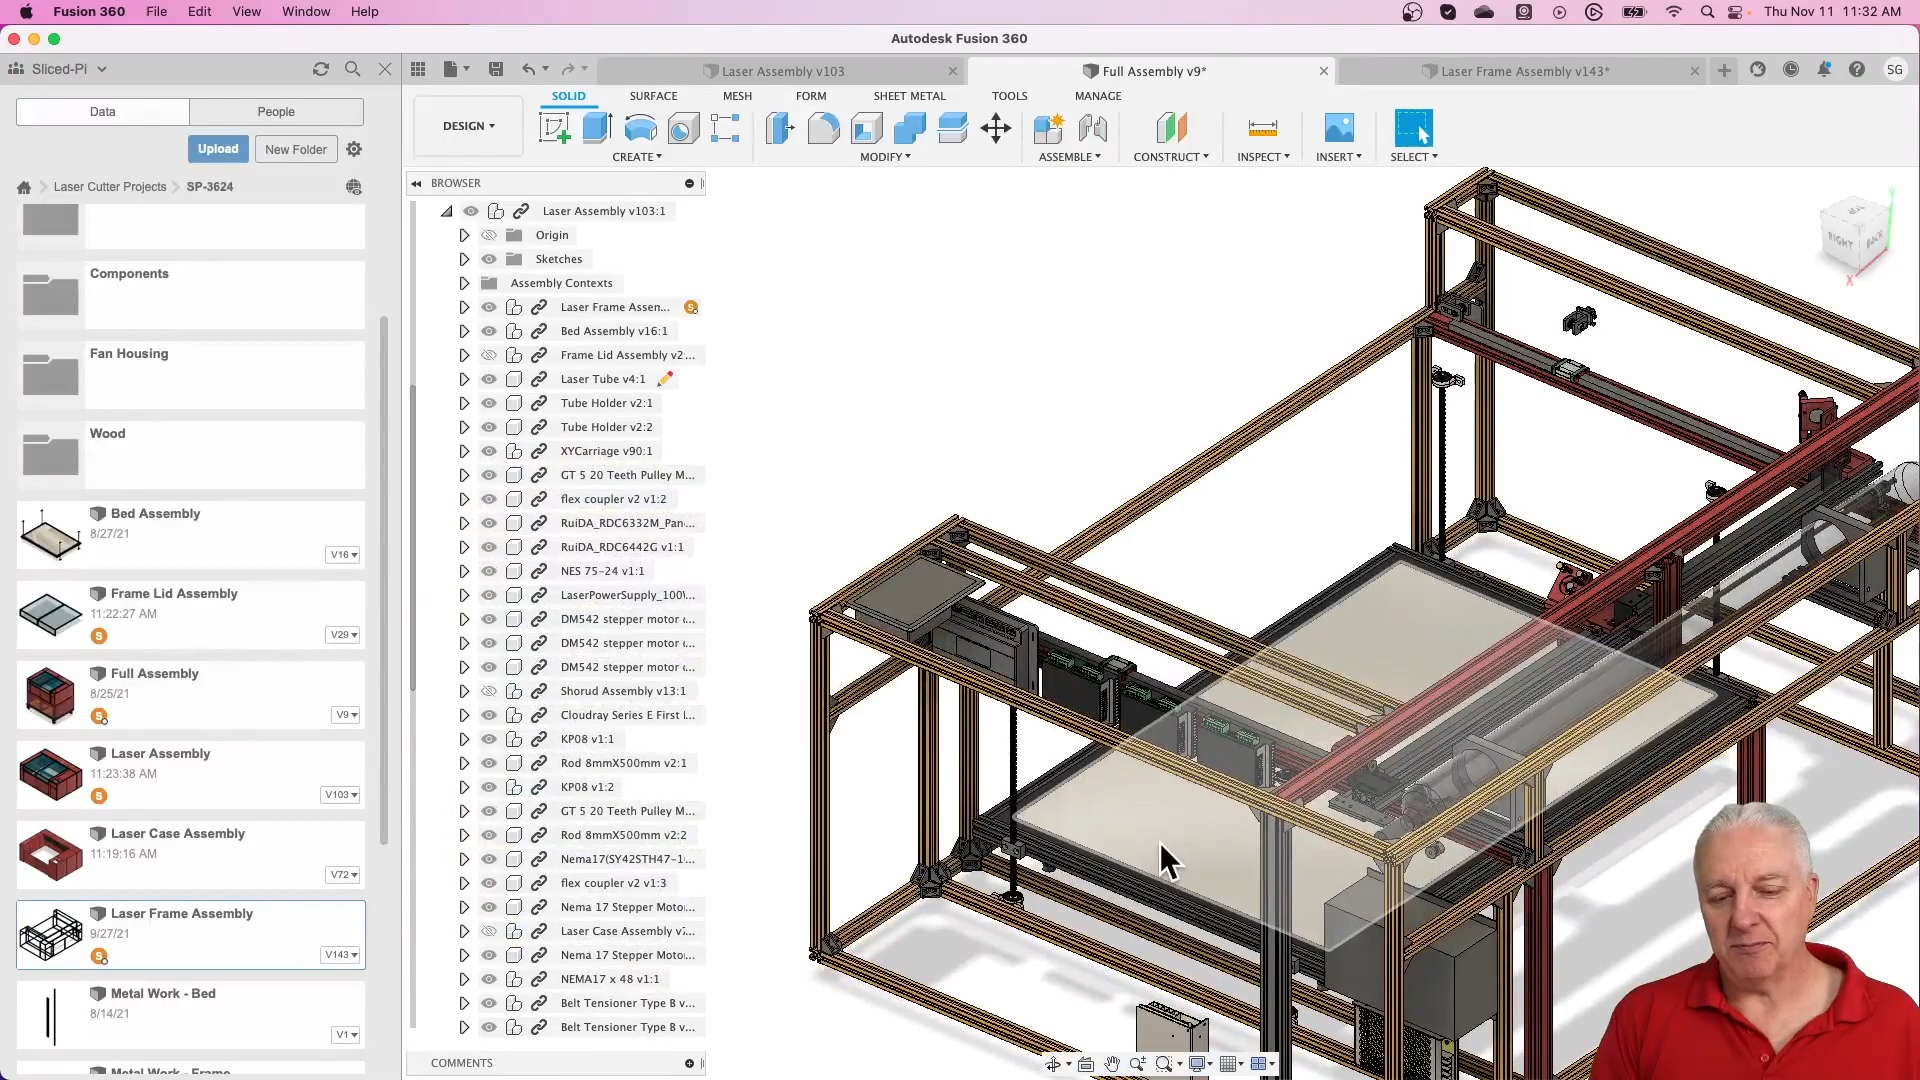 Fusion 360 File Edit View Window Help
Thu Nov 11 11:32 AM
Autodesk Fusion 360
Sliced-Pi
Laser Assembly v103
Full Assembly v9*
Laser Frame Assembly v143*
SG
Data
People
Upload
New Folder
Laser Cutter Projects
SP-3624
Components
Fan Housing
Wood
Bed Assembly
8/27/21
V16
Frame Lid Assembly
11:22:27 AM
S
V29
Full Assembly
8/25/21
S
V9
Laser Assembly
11:23:38 AM
S
V103
Laser Case Assembly
11:19:16 AM
V72
Laser Frame Assembly
9/27/21
S
V143
Metal Work - Bed
8/14/21
V1
Metal Work - Frame
DESIGN
SOLID
SURFACE
MESH
FORM
SHEET METAL
TOOLS
MANAGE
CREATE
MODIFY
ASSEMBLE
CONSTRUCT
INSPECT
INSERT
SELECT
BROWSER
Laser Assembly v103:1
Origin
Sketches
Assembly Contexts
Laser Frame Assen...
Bed Assembly v16:1
Frame Lid Assembly v2...
Laser Tube v4:1
Tube Holder v2:1
Tube Holder v2:2
XYCarriage v90:1
GT 5 20 Teeth Pulley M...
flex coupler v2 v1:2
RuiDA_RDC6332M_Pan...
RuiDA_RDC6442G v1:1
NES 75-24 v1:1
LaserPowerSupply_100\...
DM542 stepper motor (...
DM542 stepper motor (...
DM542 stepper motor (...
Shorud Assembly v13:1
Cloudray Series E First l...
KP08 v1:1
Rod 8mmX500mm v2:1
KP08 v1:2
GT 5 20 Teeth Pulley M...
Rod 8mmX500mm v2:2
Nema17(SY42STH47-1(...
flex coupler v2 v1:3
Nema 17 Stepper Moto...
Laser Case Assembly v7...
Nema 17 Stepper Moto...
NEMA17 x 48 v1:1
Belt Tensioner Type B v...
Belt Tensioner Type B v...
COMMENTS
RIGHT
BACK
Y
X